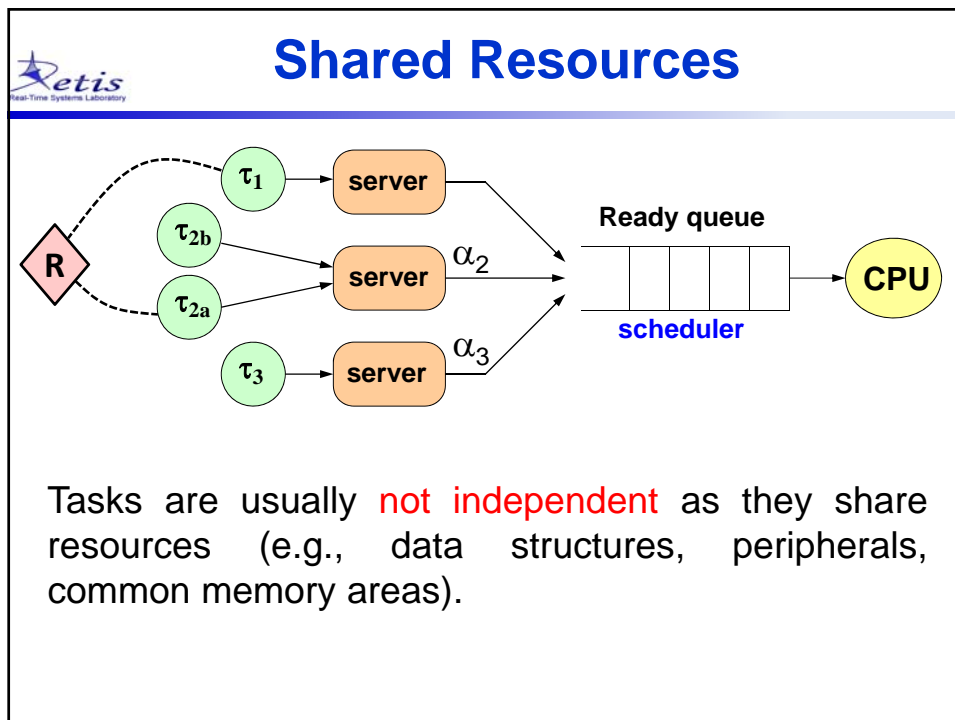 Shared Resources
Retis
Real-Time Systems Laboratory
τ1
server
τ2b
Ready queue
R
server
α2
CPU
τ2a
scheduler
τ3
server
α3
Tasks are usually not independent as they share
resources (e.g., data structures, peripherals,
common memory areas).